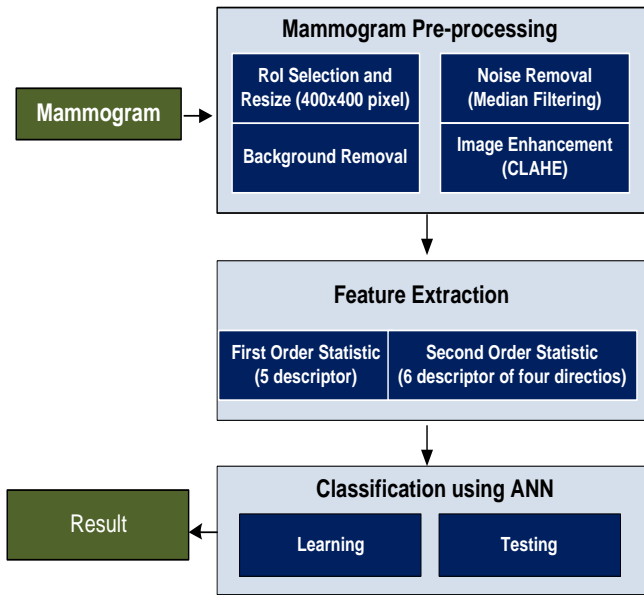 Mammogram Pre-processing
RoI Selection and
Resize (400x400 pixel)
Noise Removal
(Median Filtering)
Mammogram
Background Removal
Image Enhancement
(CLAHE)
Feature Extraction
First Order Statistic
(5 descriptor)
Second Order Statistic
(6 descriptor of four directios)
Classification using ANN
Result
Learning
Testing